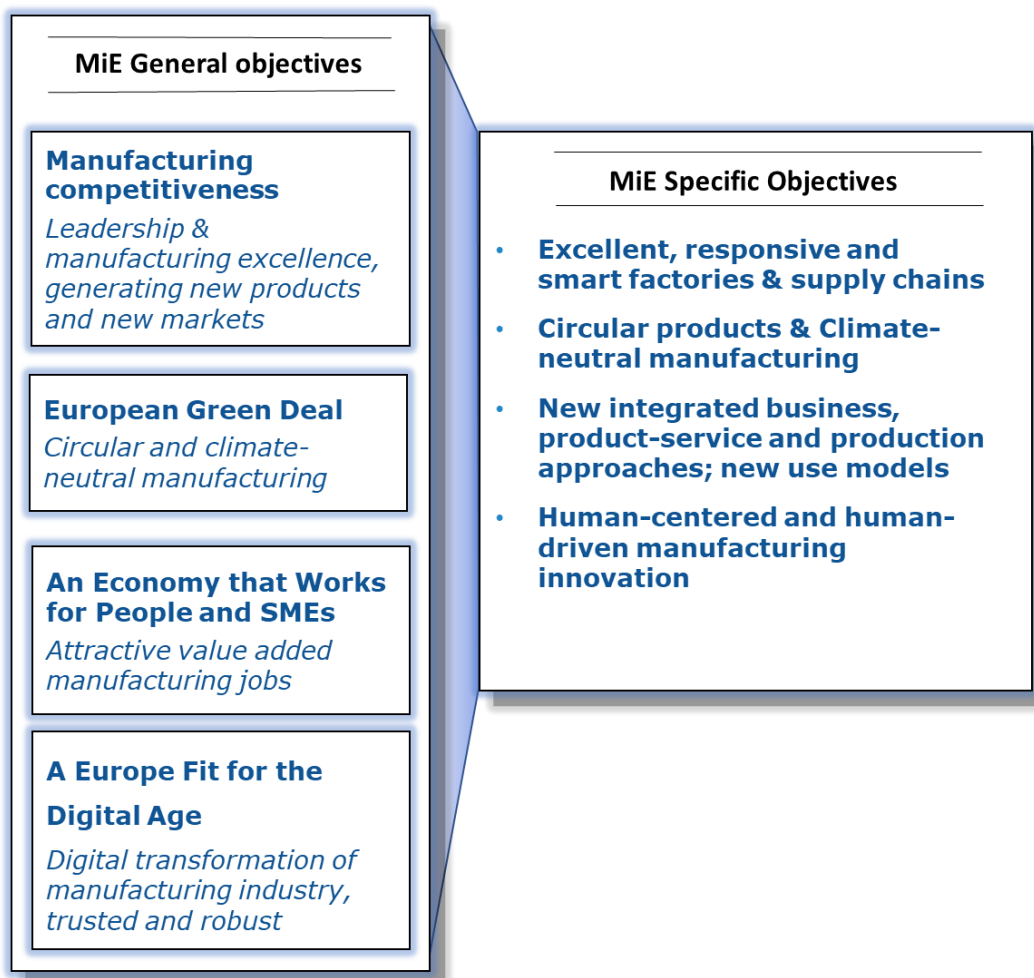 MiE General objectives
Manufacturing
competitiveness
Leadership &
manufacturing excellence,
generating new products
and new markets
European Green Deal
Circular and climate-
neutral manufacturing
An Economy that Works
for People and SMEs
Attractive value added
manufacturing jobs
A Europe Fit for the
Digital Age
Digital transformation of
manufacturing industry,
trusted and robust
MiE Specific Objectives
• Excellent, responsive and
smart factories & supply chains
• Circular products & Climate-
neutral manufacturing
• New integrated business,
product-service and production
approaches; new use models
• Human-centered and human-
driven manufacturing
innovation